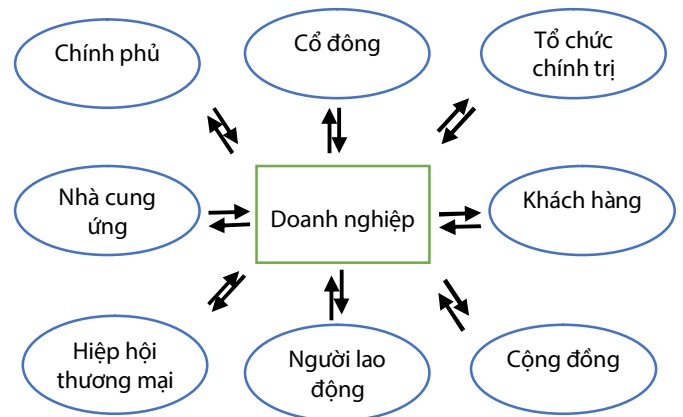 Chính phủ
Cổ đông
Tổ chức
chính trị
Nhà cung
ứng
Doanh nghiệp
Khách hàng
Hiệp hội
thương mại
Người lao
động
Cộng đồng